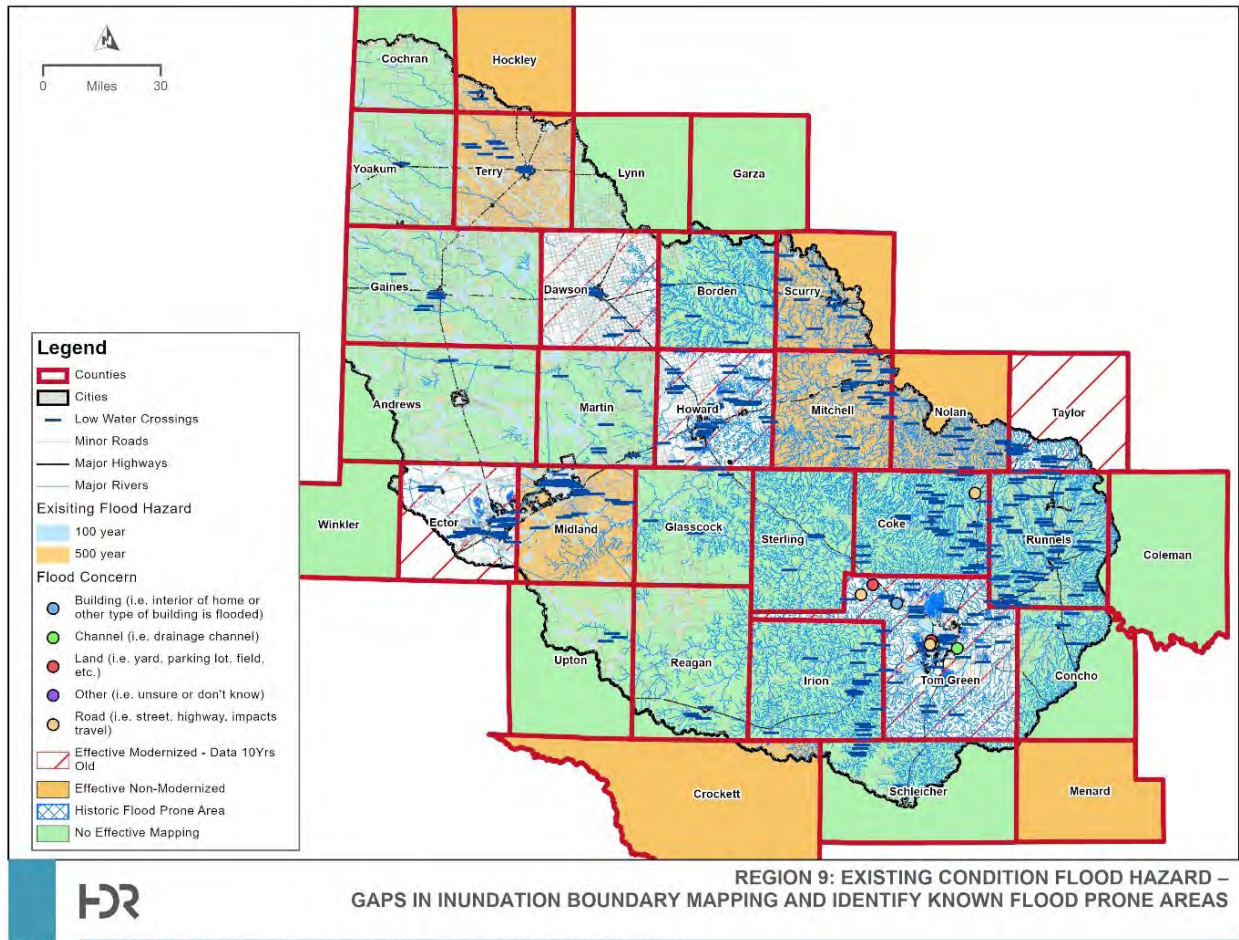 N
0 30
Miles
Cochran
Hockley
Yoakum
Terry
Lynn
Garza
Gaines
Dawson
Borden
Scurry
Andrews
Martin
Howard
Mitchell
Nolan
Taylor
Winkler
Ector
Midland
Glasscock
Sterling
Coke
Runnels
Coleman
Upton
Reagan
Irion
Tom Green
Concho
Crockett
Schleicher
Menard
Legend
Counties
Cities
Low Water Crossings
Minor Roads
Major Highways
Major Rivers
Exisiting Flood Hazard
100 year
500 year
Flood Concern
Building (i.e. interior of home or
other type of building is flooded)
Channel (i.e. drainage channel)
Land (i.e. yard, parking lot, field,
etc.)
Other (i.e. unsure or don't know)
Road (i.e. street, highway, impacts
travel)
Effective Modernized - Data 10Yrs
Old
Effective Non-Modernized
Historic Flood Prone Area
No Effective Mapping
HDR
REGION 9: EXISTING CONDITION FLOOD HAZARD –
GAPS IN INUNDATION BOUNDARY MAPPING AND IDENTIFY KNOWN FLOOD PRONE AREAS